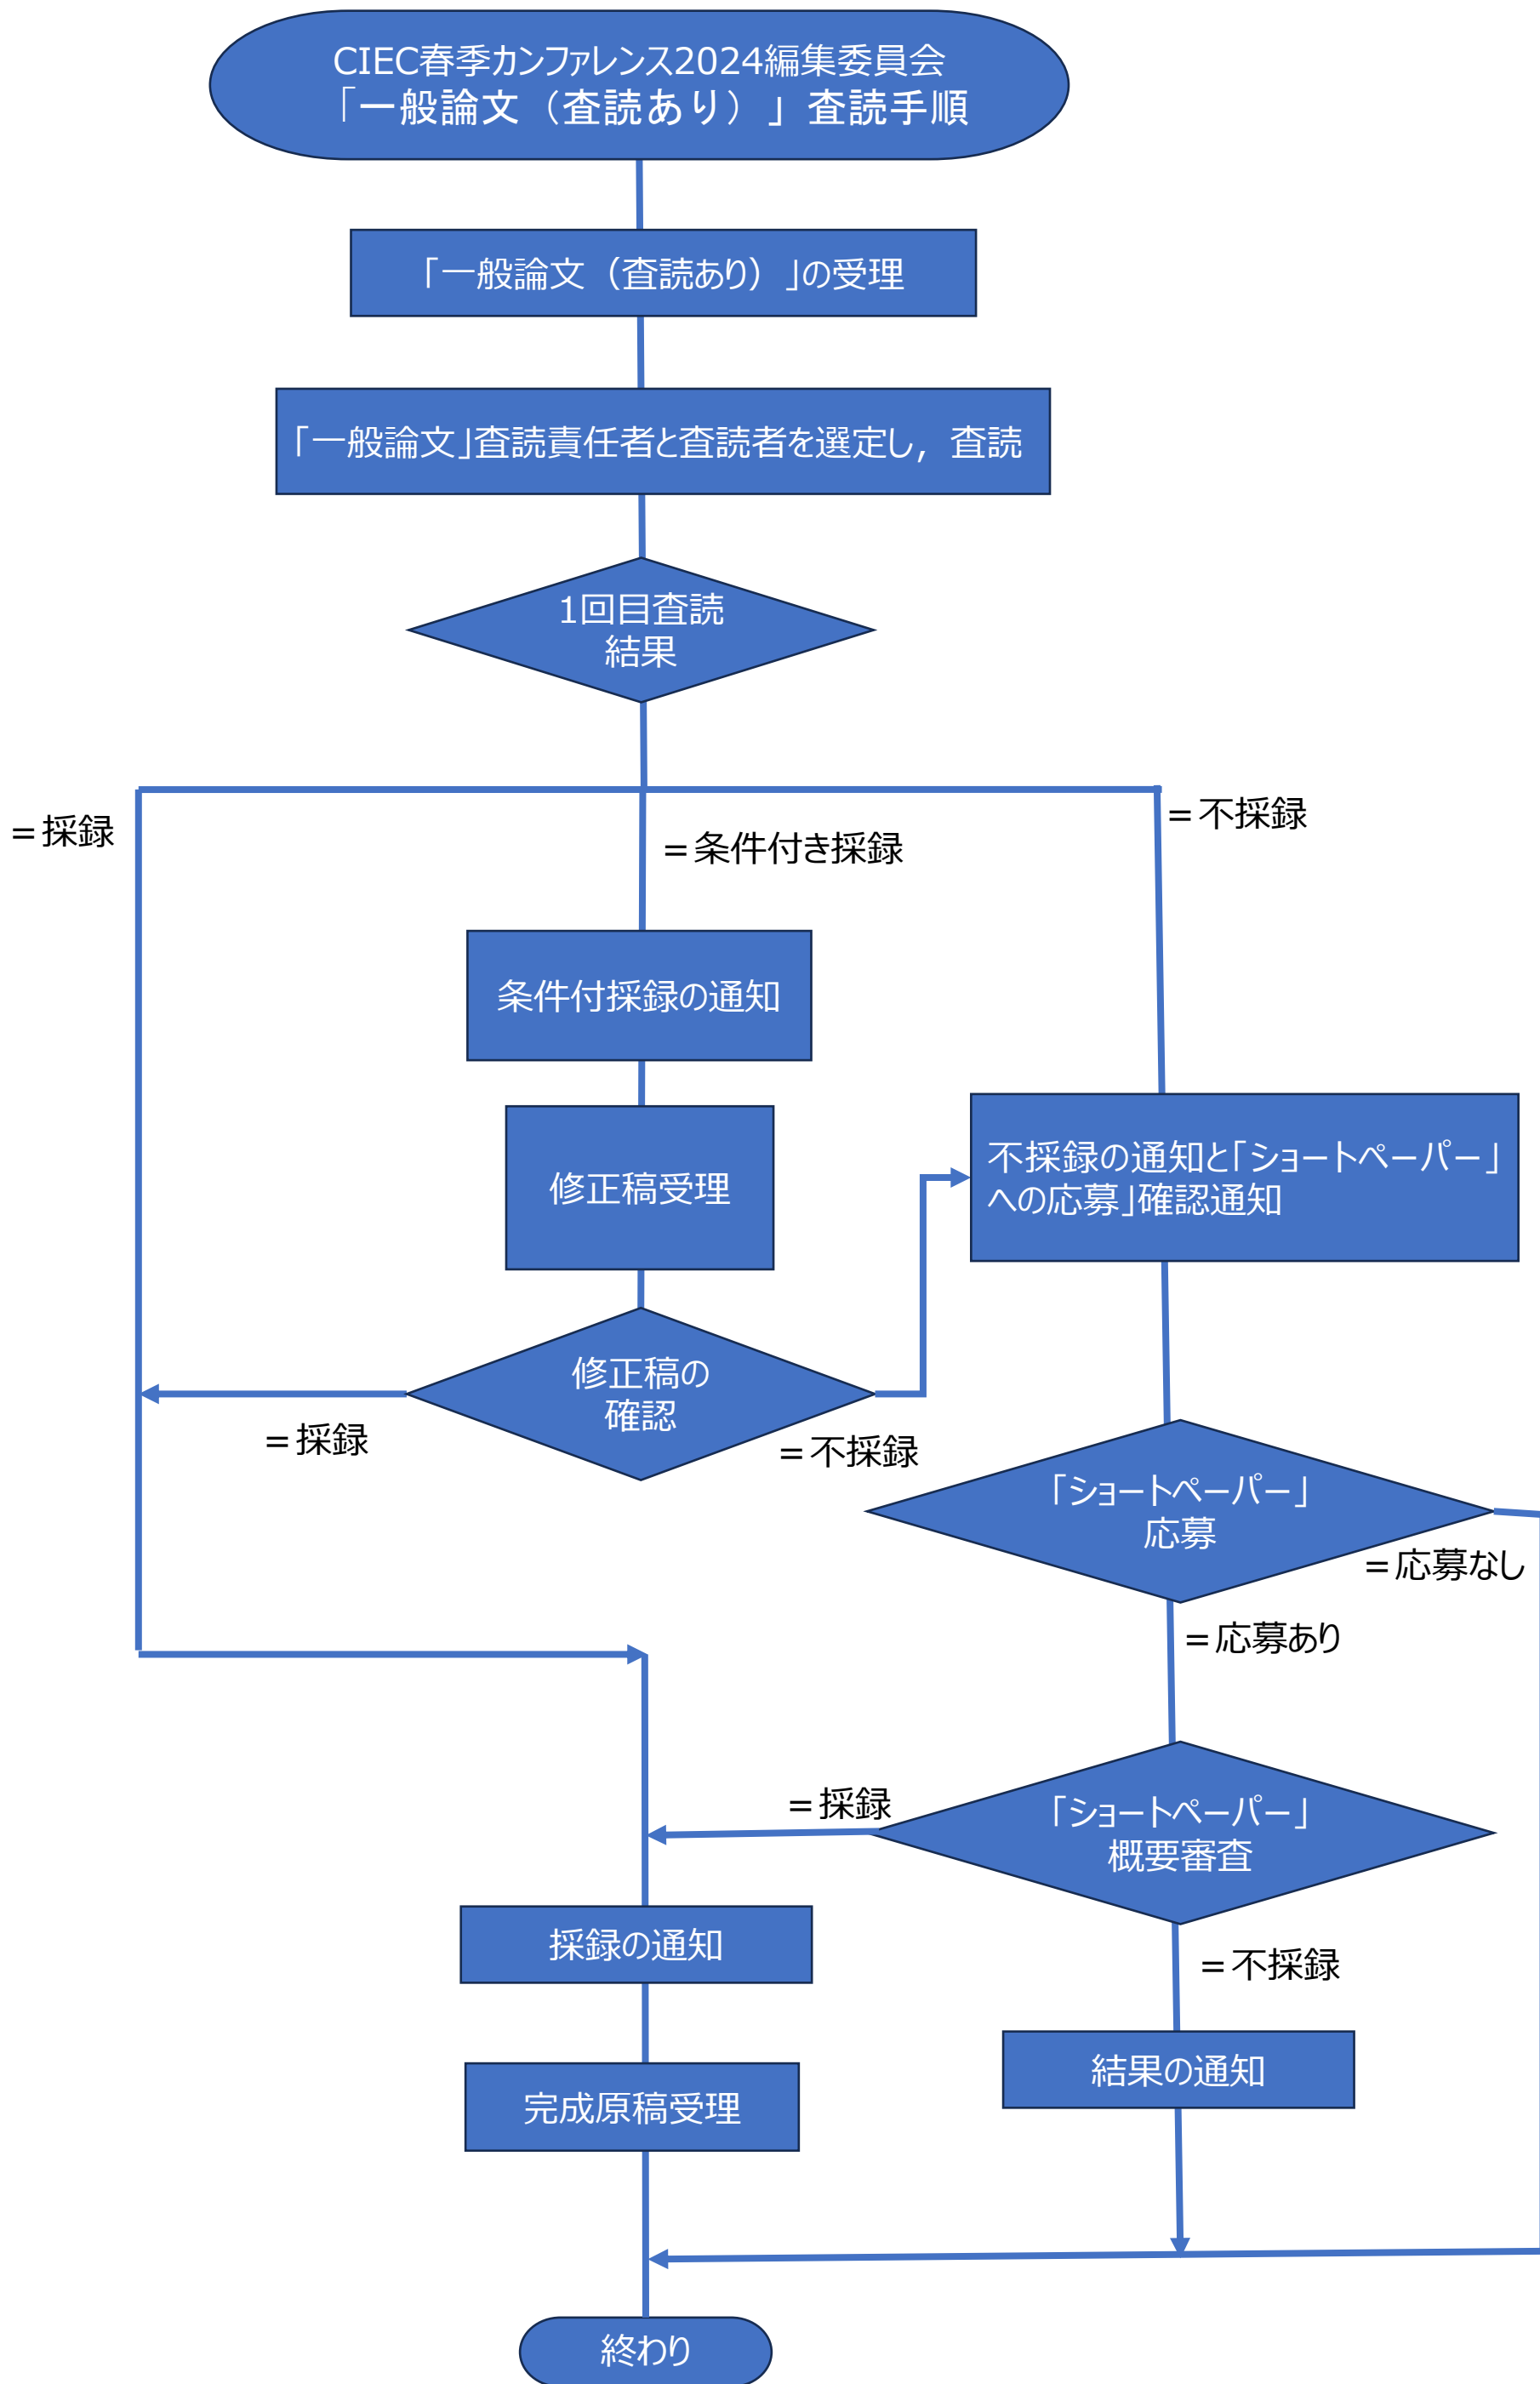 CIEC春季カンファレンス2024編集委員会
「一般論文（査読あり）」査読手順
「一般論文（査読あり）」の受理
「一般論文」査読責任者と査読者を選定し，査読
1回目査読
結果
＝採録
＝条件付き採録
＝不採録
条件付採録の通知
修正稿受理
不採録の通知と「ショートペーパー」
への応募」確認通知
修正稿の
確認
＝採録
＝不採録
「ショートペーパー」
応募
＝応募なし
＝応募あり
「ショートペーパー」
概要審査
＝採録
＝不採録
採録の通知
結果の通知
完成原稿受理
終わり